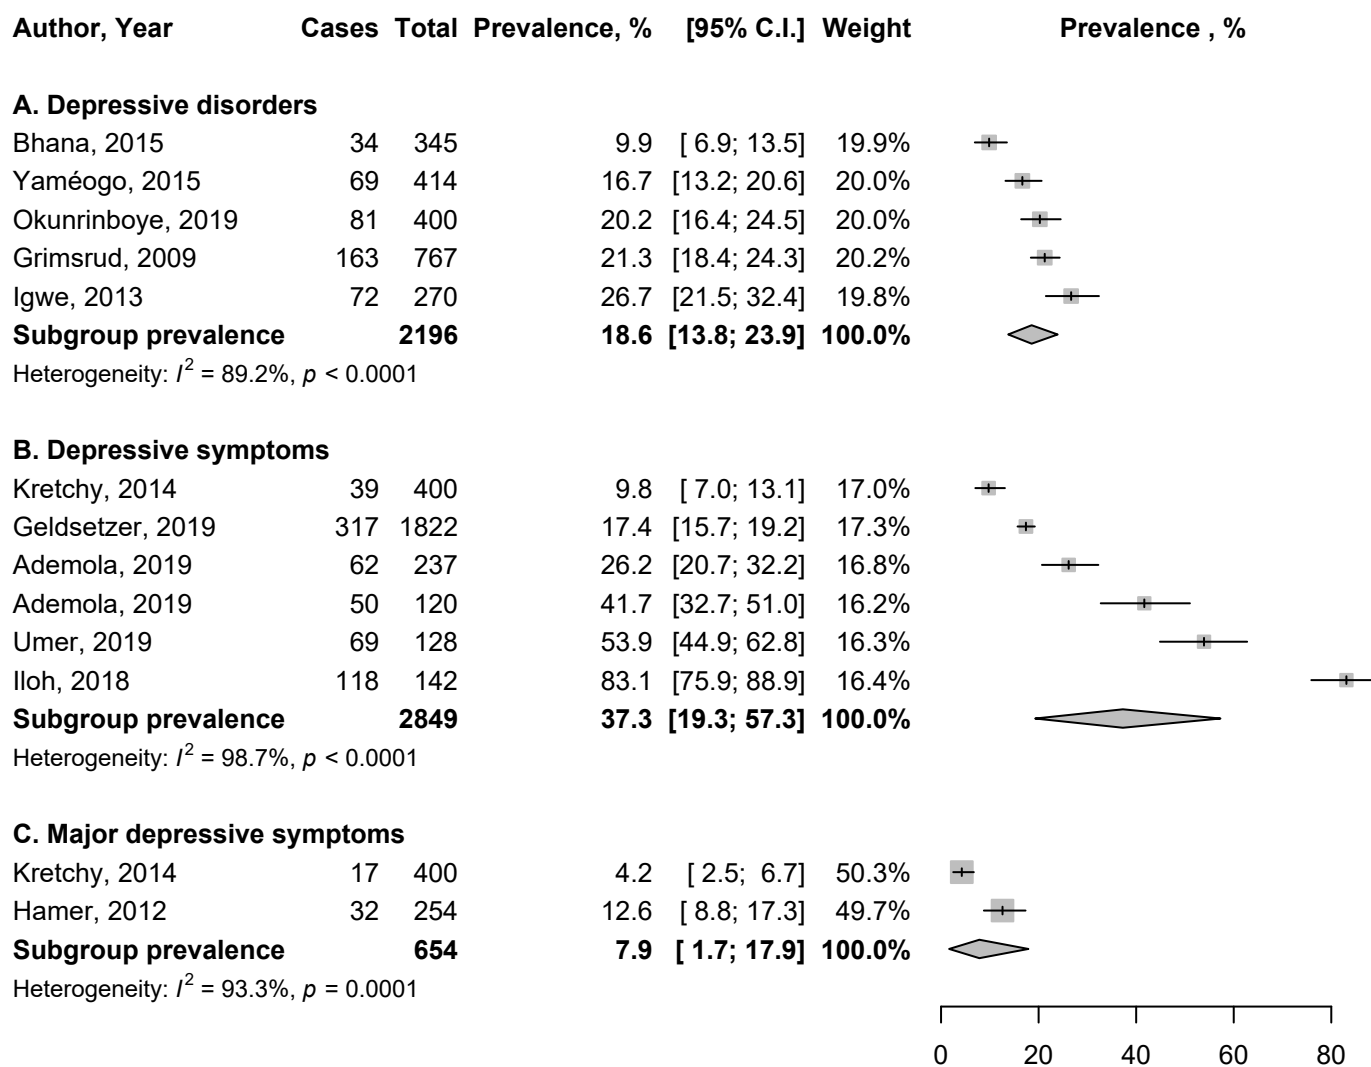 Author, Year Cases Total Prevalence, % [95% C.I.] Weight Prevalence , %
A. Depressive disorders
Bhana, 2015 34 345 9.9 [ 6.9; 13.5] 19.9%
Yaméogo, 2015 69 414 16.7 [13.2; 20.6] 20.0%
Okunrinboye, 2019 81 400 20.2 [16.4; 24.5] 20.0%
Grimsrud, 2009 163 767 21.3 [18.4; 24.3] 20.2%
Igwe, 2013 72 270 26.7 [21.5; 32.4] 19.8%
Subgroup prevalence 2196 18.6 [13.8; 23.9] 100.0%
Heterogeneity: I² = 89.2%, p < 0.0001
B. Depressive symptoms
Kretchy, 2014 39 400 9.8 [ 7.0; 13.1] 17.0%
Geldsetzer, 2019 317 1822 17.4 [15.7; 19.2] 17.3%
Ademola, 2019 62 237 26.2 [20.7; 32.2] 16.8%
Ademola, 2019 50 120 41.7 [32.7; 51.0] 16.2%
Umer, 2019 69 128 53.9 [44.9; 62.8] 16.3%
Iloh, 2018 118 142 83.1 [75.9; 88.9] 16.4%
Subgroup prevalence 2849 37.3 [19.3; 57.3] 100.0%
Heterogeneity: I² = 98.7%, p < 0.0001
C. Major depressive symptoms
Kretchy, 2014 17 400 4.2 [ 2.5; 6.7] 50.3%
Hamer, 2012 32 254 12.6 [ 8.8; 17.3] 49.7%
Subgroup prevalence 654 7.9 [ 1.7; 17.9] 100.0%
Heterogeneity: I² = 93.3%, p = 0.0001
0 20 40 60 80